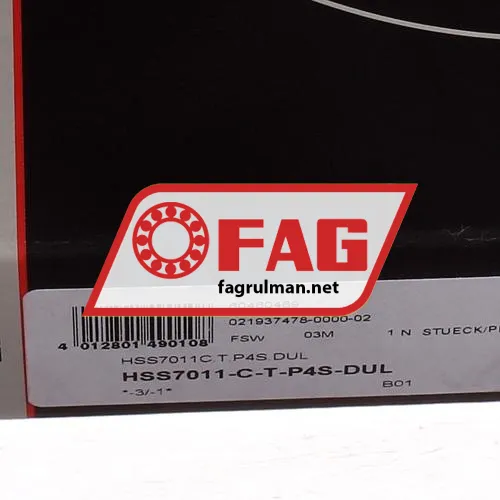 FAG
fagrulman.net
021937478-0000-02
4 012801 490108
FSW 03M
1 N STUECK/P
HSS7011C.T.P4S.DUL
HSS7011-C-T-P4S-DUL
"-3/-1"
B01